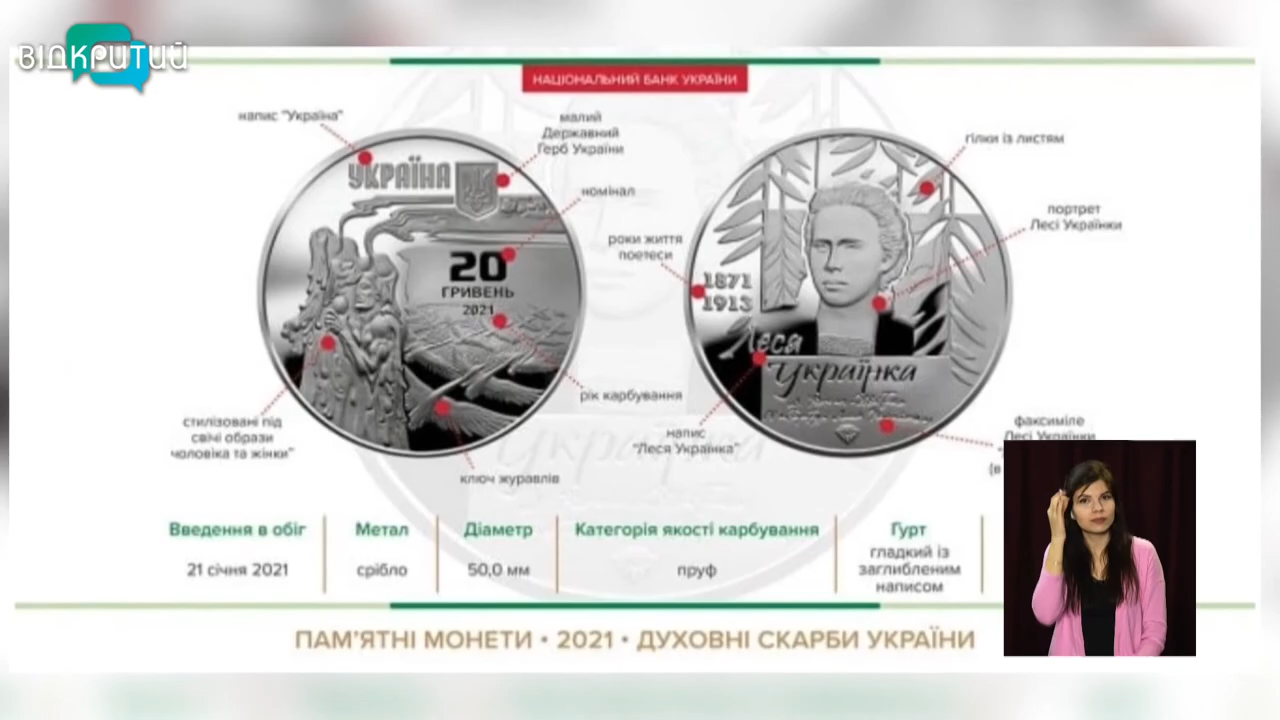 ВІДКРИТИЙ
НАЦІОНАЛЬНИЙ БАНК УКРАЇНИ
напис "Україна"
малий
Державний
Герб України
номінал
рік карбування
ключ журавлів
стилізовані під
свічі образи
чоловіка та жінки"
УКРАЇНА
20
ГРИВЕНЬ
2021
гілки із листям
портрет
Лесі Українки
роки життя
поетеси
напис
"Леся Українка"
факсиміле
Лесі Українки
(в
1871
1913
Леся
Українка
Введення в обіг
21 січня 2021
Метал
срібло
Діаметр
50,0 мм
Категорія якості карбування
пруф
Гурт
гладкий із
заглибленим
написом
ПАМ'ЯТНІ МОНЕТИ • 2021 • ДУХОВНІ СКАРБИ УКРАЇНИ